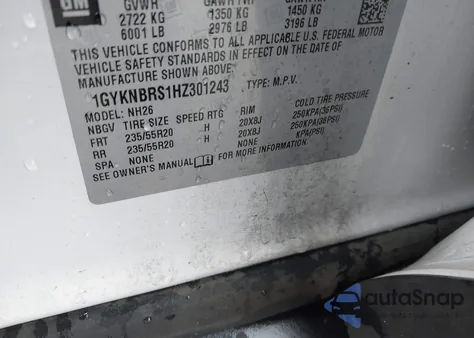 GM
GVWR GAWR FRT GAWR RR
2722 KG 1350 KG 1450 KG
6001 LB 2976 LB 3196 LB
THIS VEHICLE CONFORMS TO ALL APPLICABLE U.S. FEDERAL MOTOR
VEHICLE SAFETY STANDARDS IN EFFECT ON THE DATE OF
MANUFACTURE SHOWN ABOVE.
1GYKNBRS1HZ301243 TYPE: M.P.V.
MODEL: NH26
NBGV TIRE SIZE SPEED RTG RIM COLD TIRE PRESSURE
FRT 235/55R20 H 20X8J 250KPA(36PSI)
RR 235/55R20 H 20X8J 250KPA(36PSI)
SPA NONE NONE KPA(PSI)
SEE OWNER'S MANUAL FOR MORE INFORMATION.
autoSnap